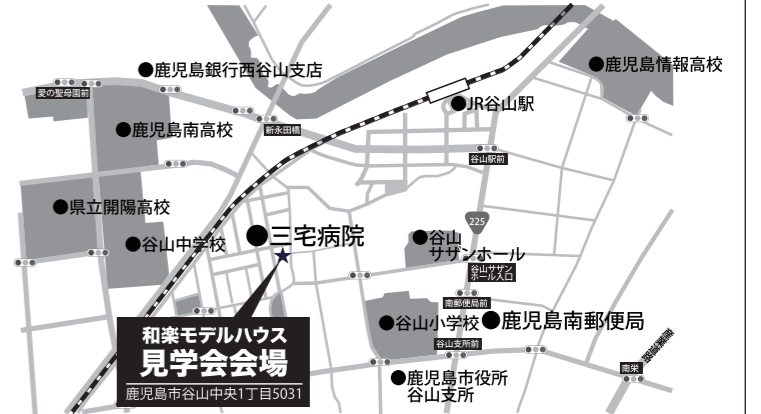 ●鹿児島銀行西谷山支店
●鹿児島情報高校
愛の聖母園前
●JR谷山駅
●鹿児島南高校
新永田橋
谷山駅前
●県立開陽高校
225
●三宅病院
●谷山
サザンホール
●谷山中学校
谷山サザン
ホール入口
南郵便局前
●谷山小学校
●鹿児島南郵便局
和楽モデルハウス
見学会会場
鹿児島市谷山中央1丁目5031
谷山支所前
産業道路
南栄
●鹿児島市役所
谷山支所